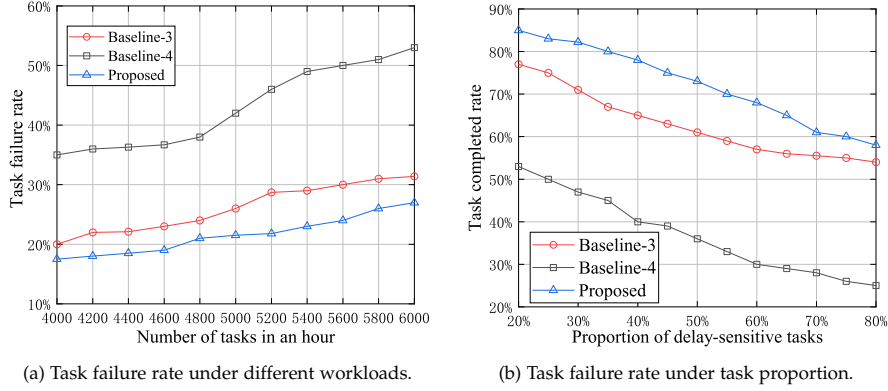 60%
50%
40%
30%
20%
10%
Task failure rate
Baseline-3
Baseline-4
Proposed
4000 4200 4400 4600 4800 5000 5200 5400 5600 5800 6000
Number of tasks in an hour
(a) Task failure rate under different workloads.
90%
80%
70%
60%
50%
40%
30%
20%
Task completed rate
Baseline-3
Baseline-4
Proposed
20% 30% 40% 50% 60% 70% 80%
Proportion of delay-sensitive tasks
(b) Task failure rate under task proportion.